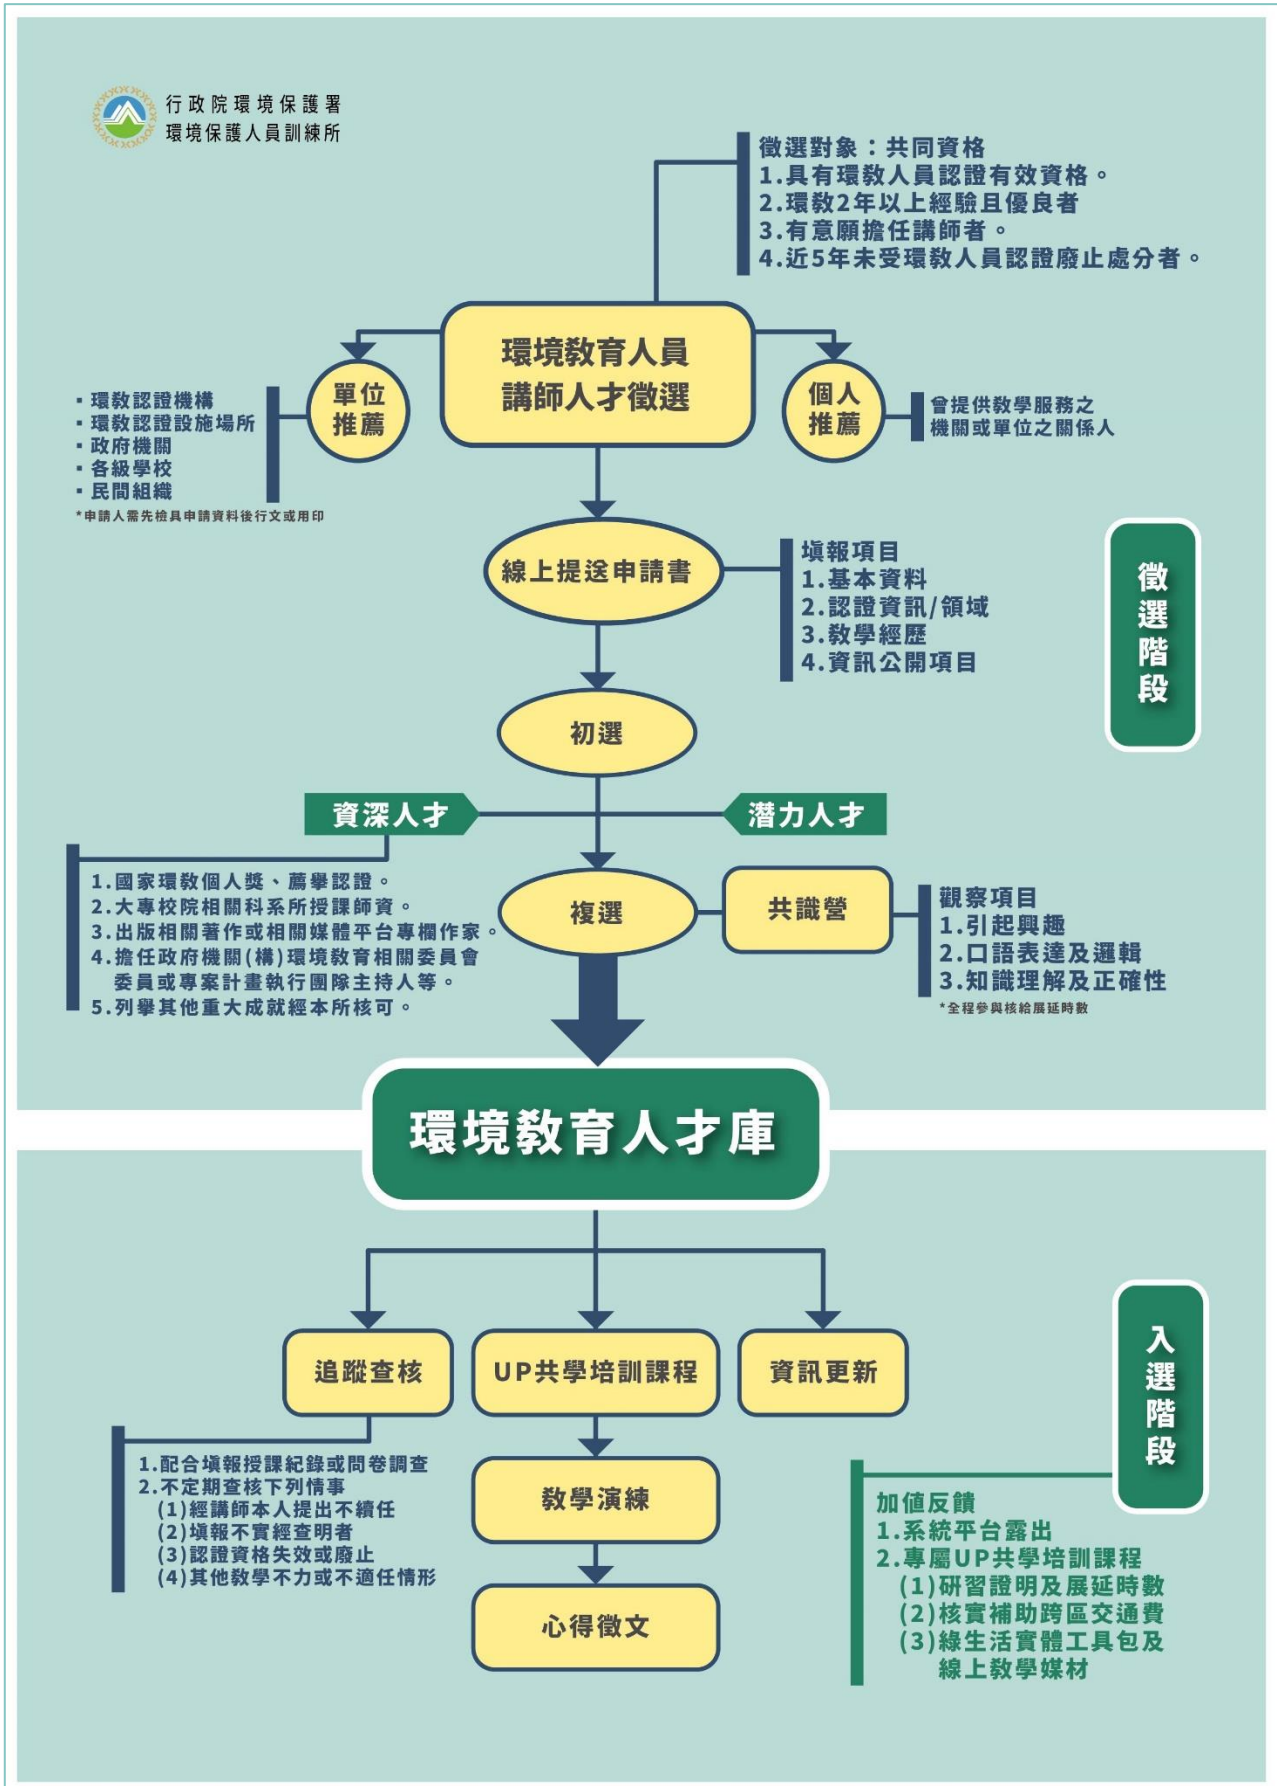 行政院環境保護署
環境保護人員訓練所
徵選對象：共同資格
1.具有環教人員認證有效資格。
2.環教2年以上經驗且優良者
3.有意願擔任講師者。
4.近5年未受環教人員認證廢止處分者。
環境教育人員
講師人才徵選
單位
推薦
▪環教認證機構
▪環教認證設施場所
▪政府機關
▪各級學校
▪民間組織
*申請人需先檢具申請資料後行文或用印
個人
推薦
曾提供教學服務之
機關或單位之關係人
線上提送申請書
填報項目
1.基本資料
2.認證資訊/領域
3.教學經歷
4.資訊公開項目
徵選階段
初選
資深人才
潛力人才
1.國家環教個人獎、薦舉認證。
2.大專校院相關科系所授課師資。
3.出版相關著作或相關媒體平台專欄作家。
4.擔任政府機關(構)環境教育相關委員會
委員或專案計畫執行團隊主持人等。
5.列舉其他重大成就經本所核可。
複選
共識營
觀察項目
1.引起興趣
2.口語表達及邏輯
3.知識理解及正確性
*全程參與核給展延時數
環境教育人才庫
追蹤查核
UP共學培訓課程
資訊更新
入選階段
1.配合填報授課紀錄或問卷調查
2.不定期查核下列情事
(1)經講師本人提出不續任
(2)填報不實經查明者
(3)認證資格失效或廢止
(4)其他教學不力或不適任情形
教學演練
心得徵文
加值反饋
1.系統平台露出
2.專屬UP共學培訓課程
(1)研習證明及展延時數
(2)核實補助跨區交通費
(3)綠生活實體工具包及
線上教學媒材